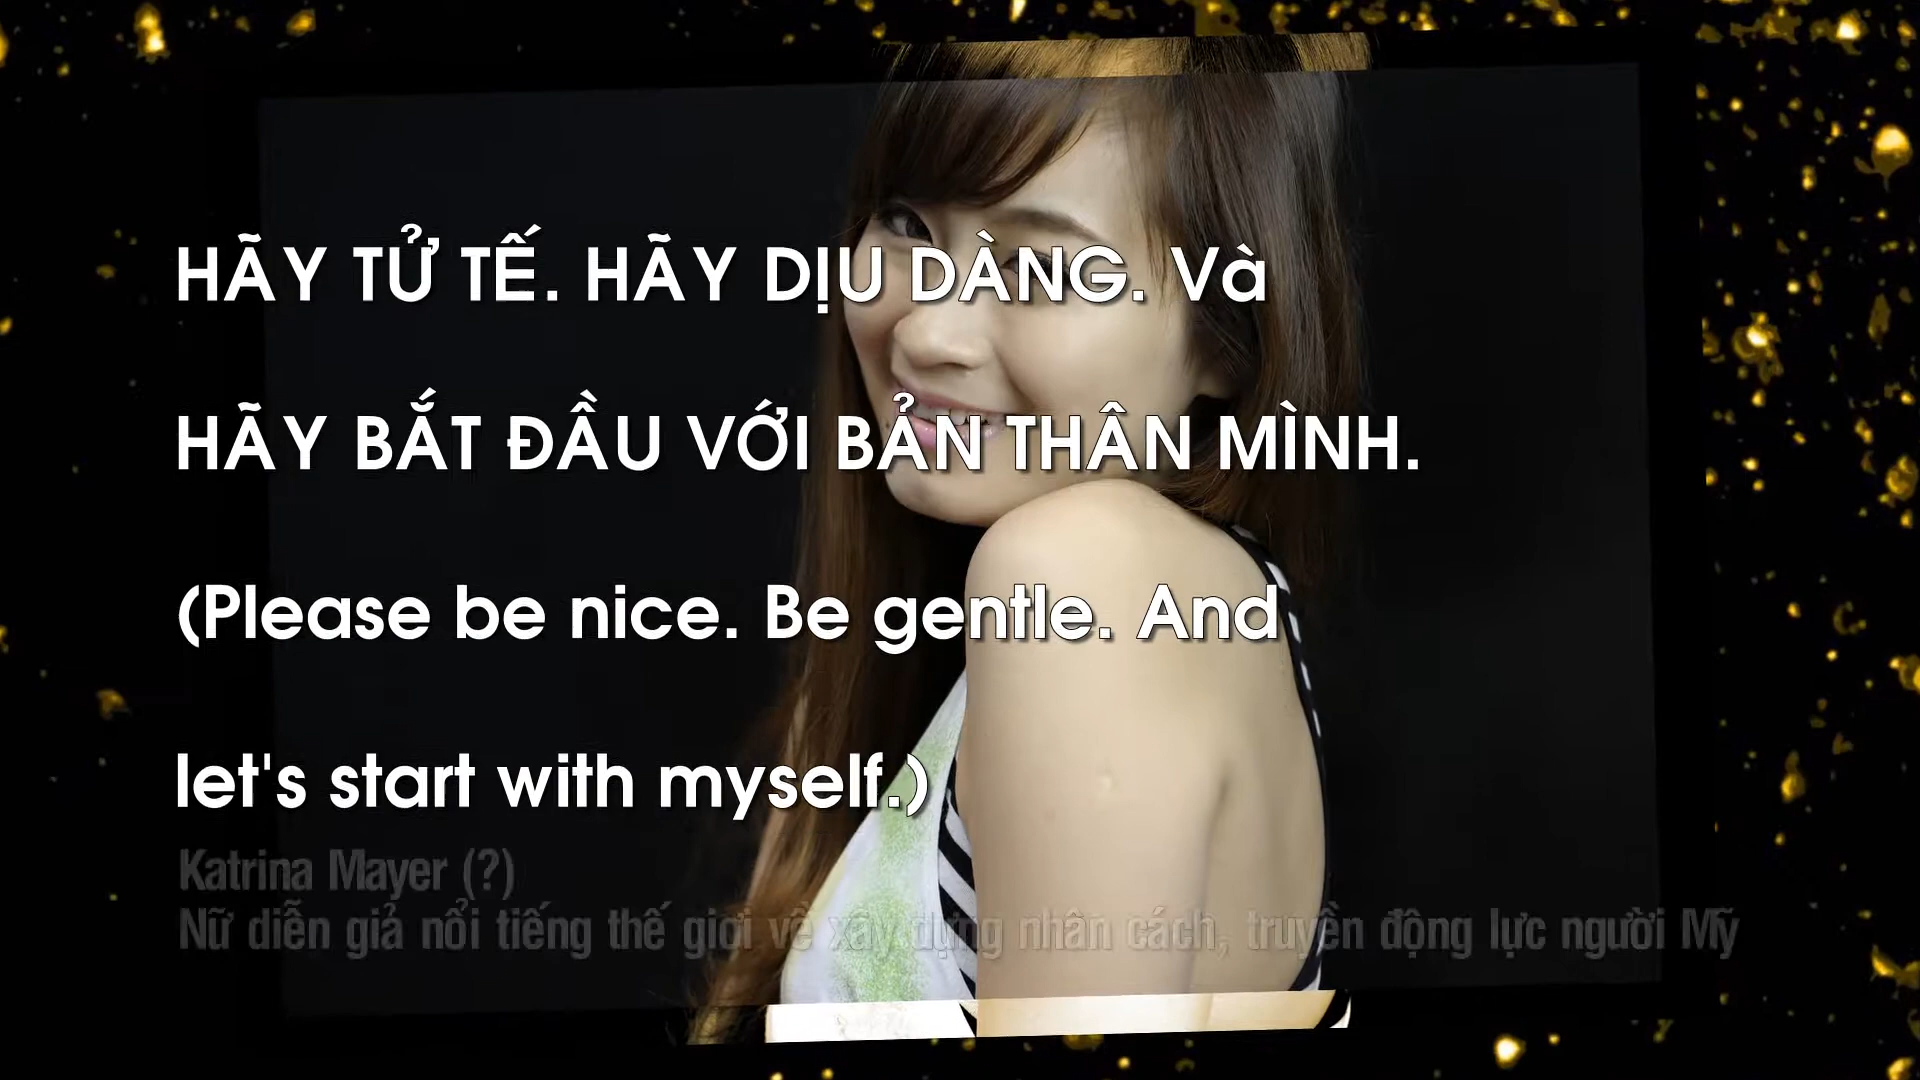 HÃY TỬ TẾ. HÃY DỊU DÀNG. Và
HÃY BẮT ĐẦU VỚI BẢN THÂN MÌNH.
(Please be nice. Be gentle. And
let's start with myself.)
Katrina Mayer (?)
Nữ diễn giả nổi tiếng thế giới về xây dựng nhân cách, truyền động lực người Mỹ